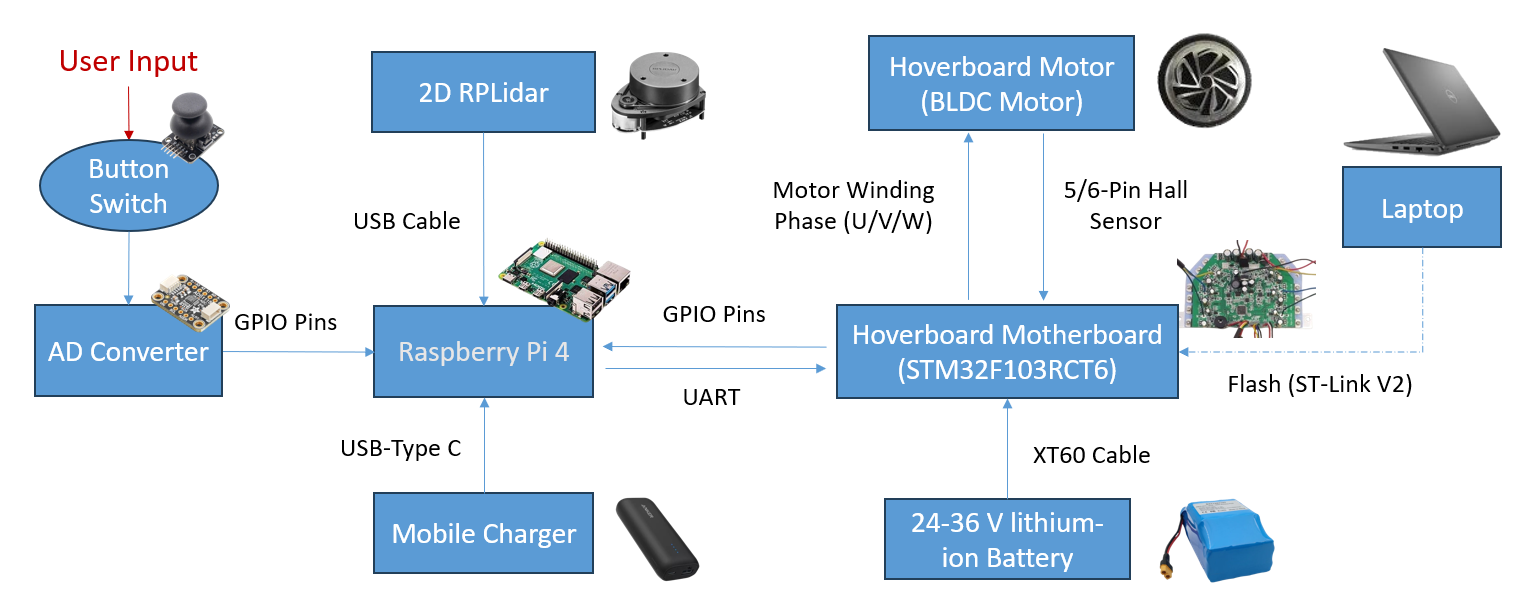 User Input
Button
Switch
AD Converter
GPIO Pins
2D RPLidar
USB Cable
Raspberry Pi 4
USB-Type C
Mobile Charger
GPIO Pins
UART
Hoverboard Motor
(BLDC Motor)
Motor Winding
Phase (U/V/W)
5/6-Pin Hall
Sensor
Hoverboard Motherboard
(STM32F103RCT6)
XT60 Cable
24-36 V lithium-
ion Battery
Laptop
Flash (ST-Link V2)